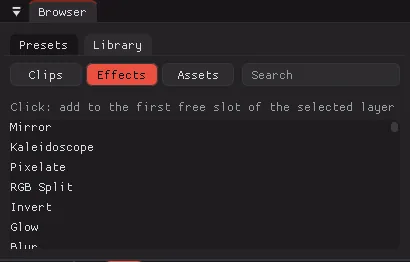 Browser
Presets Library
Clips Effects Assets Search
Click: add to the first free slot of the selected layer
Mirror
Kaleidoscope
Pixelate
RGB Split
Invert
Glow
Blur